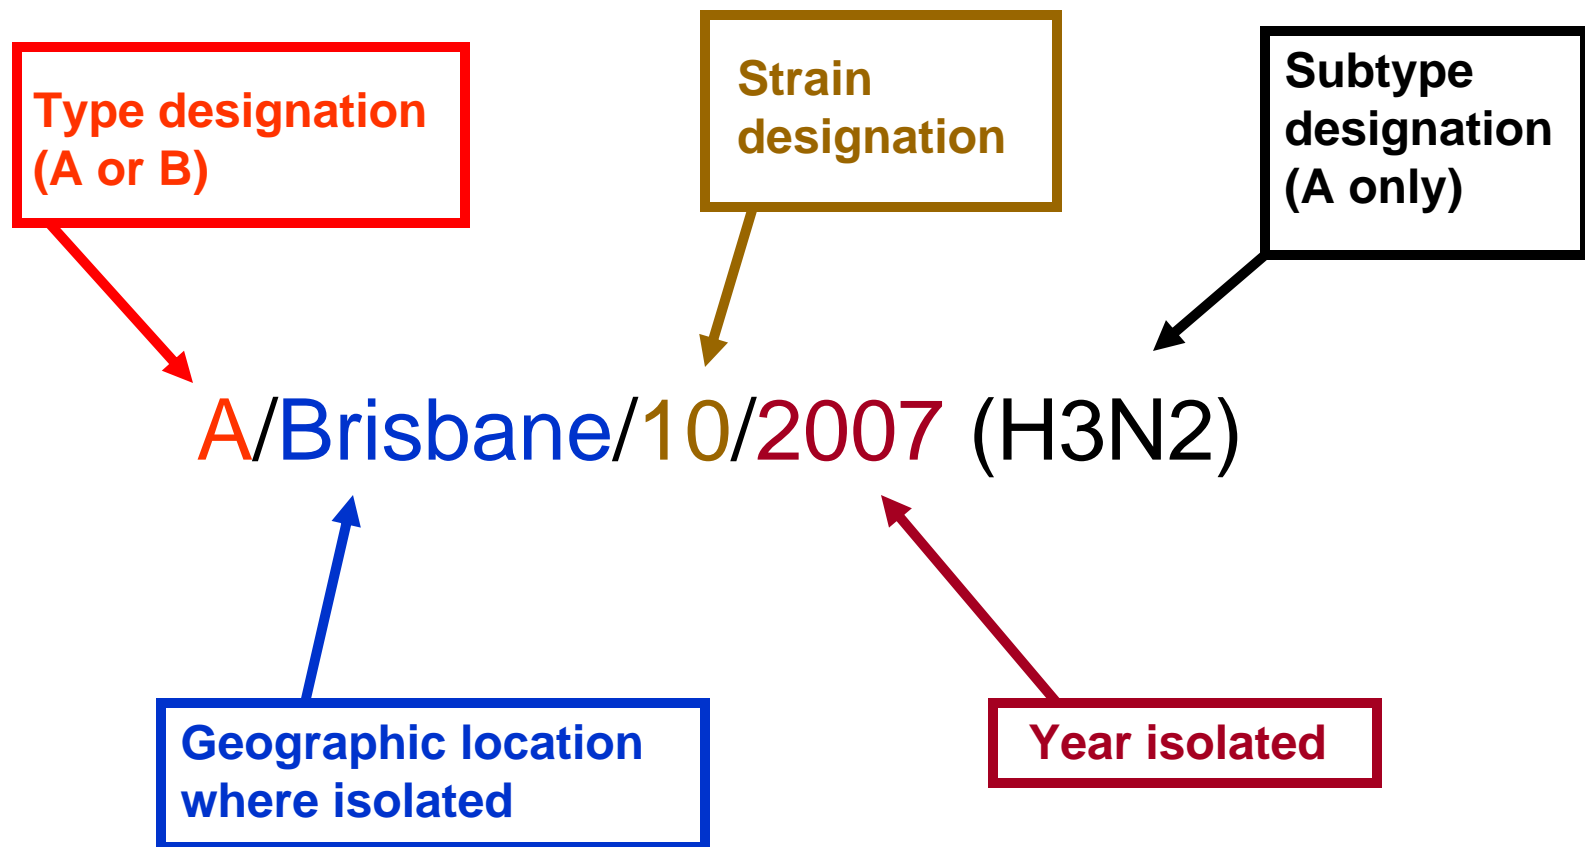 Type designation
(A or B)
Strain
designation
Subtype
designation
(A only)
A/Brisbane/10/2007 (H3N2)
Geographic location
where isolated
Year isolated